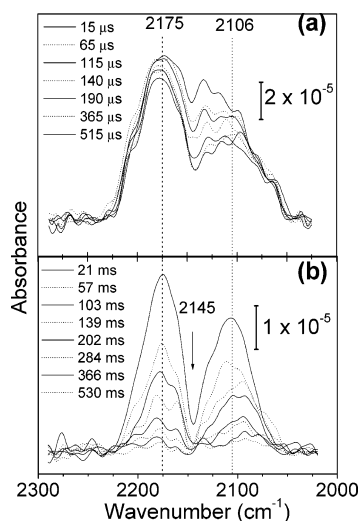 2175 2106
(a)
15 μs
65 μs
115 μs
140 μs
190 μs
365 μs
515 μs
2 x 10⁻⁵
Absorbance
(b)
21 ms
57 ms
103 ms
139 ms
202 ms
284 ms
366 ms
530 ms
2145
1 x 10⁻⁵
2300 2200 2100 2000
Wavenumber (cm⁻¹)